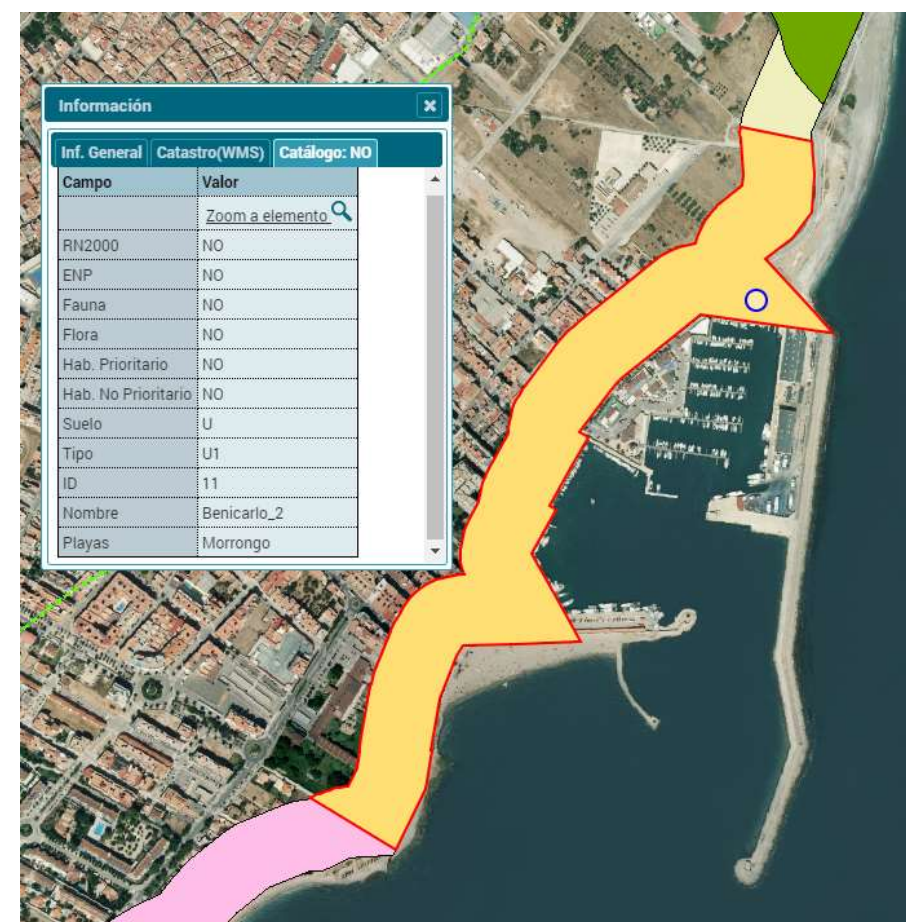 Información
Inf. General Catastro(WMS) Catálogo: NO
Campo Valor
Zoom a elemento
RN2000 NO
ENP NO
Fauna NO
Flora NO
Hab. Prioritario NO
Hab. No Prioritario NO
Suelo U
Tipo U1
ID 11
Nombre Benicarlo_2
Playas Morrongo